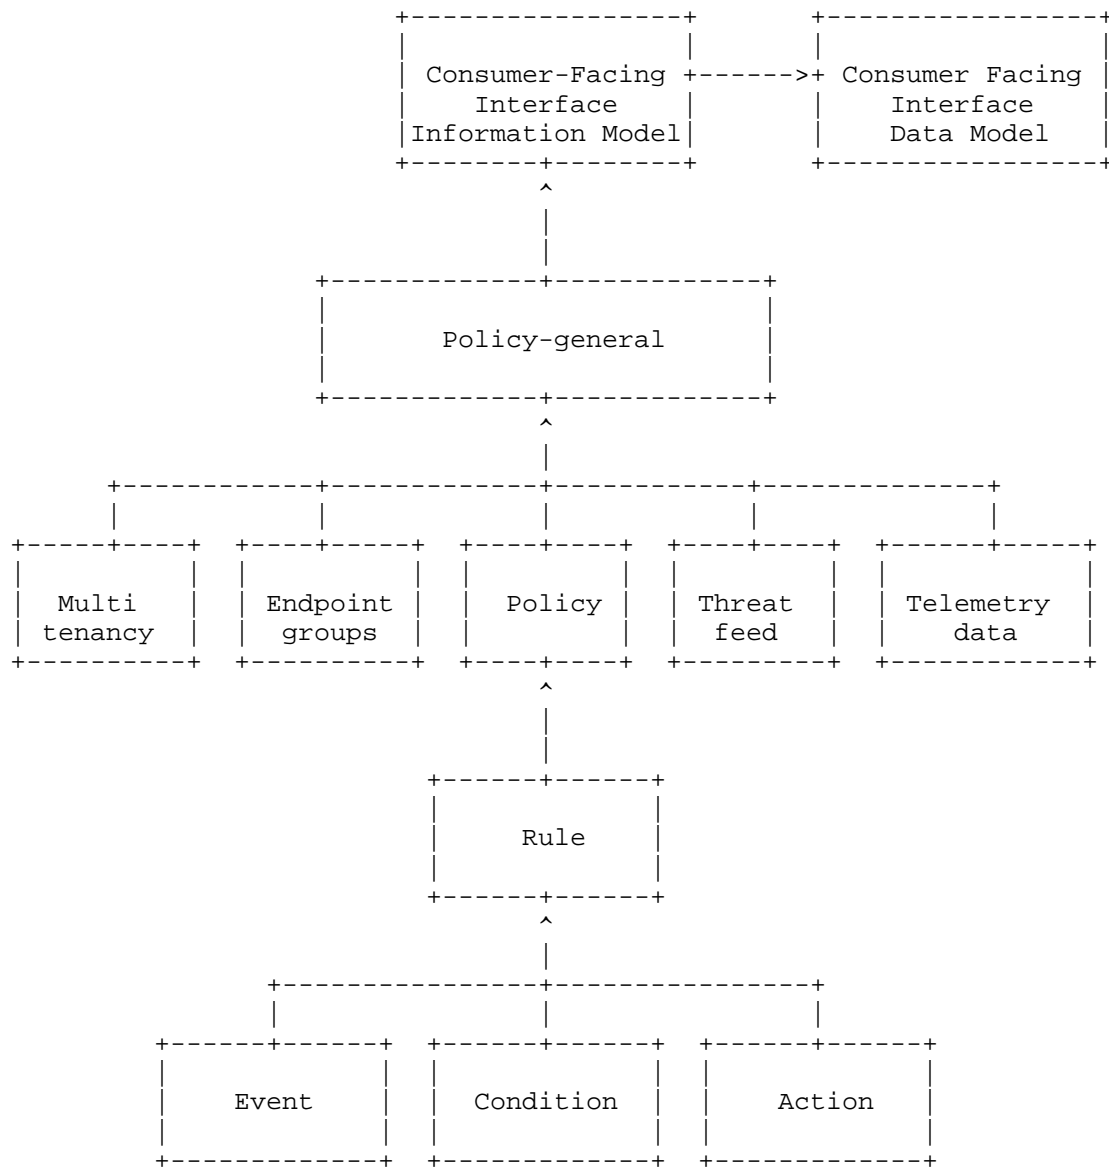 Consumer-Facing Consumer Facing
Interface Interface
Information Model Data Model
Policy-general
Multi Endpoint Policy Threat Telemetry
tenancy groups feed data
Rule
Event Condition Action